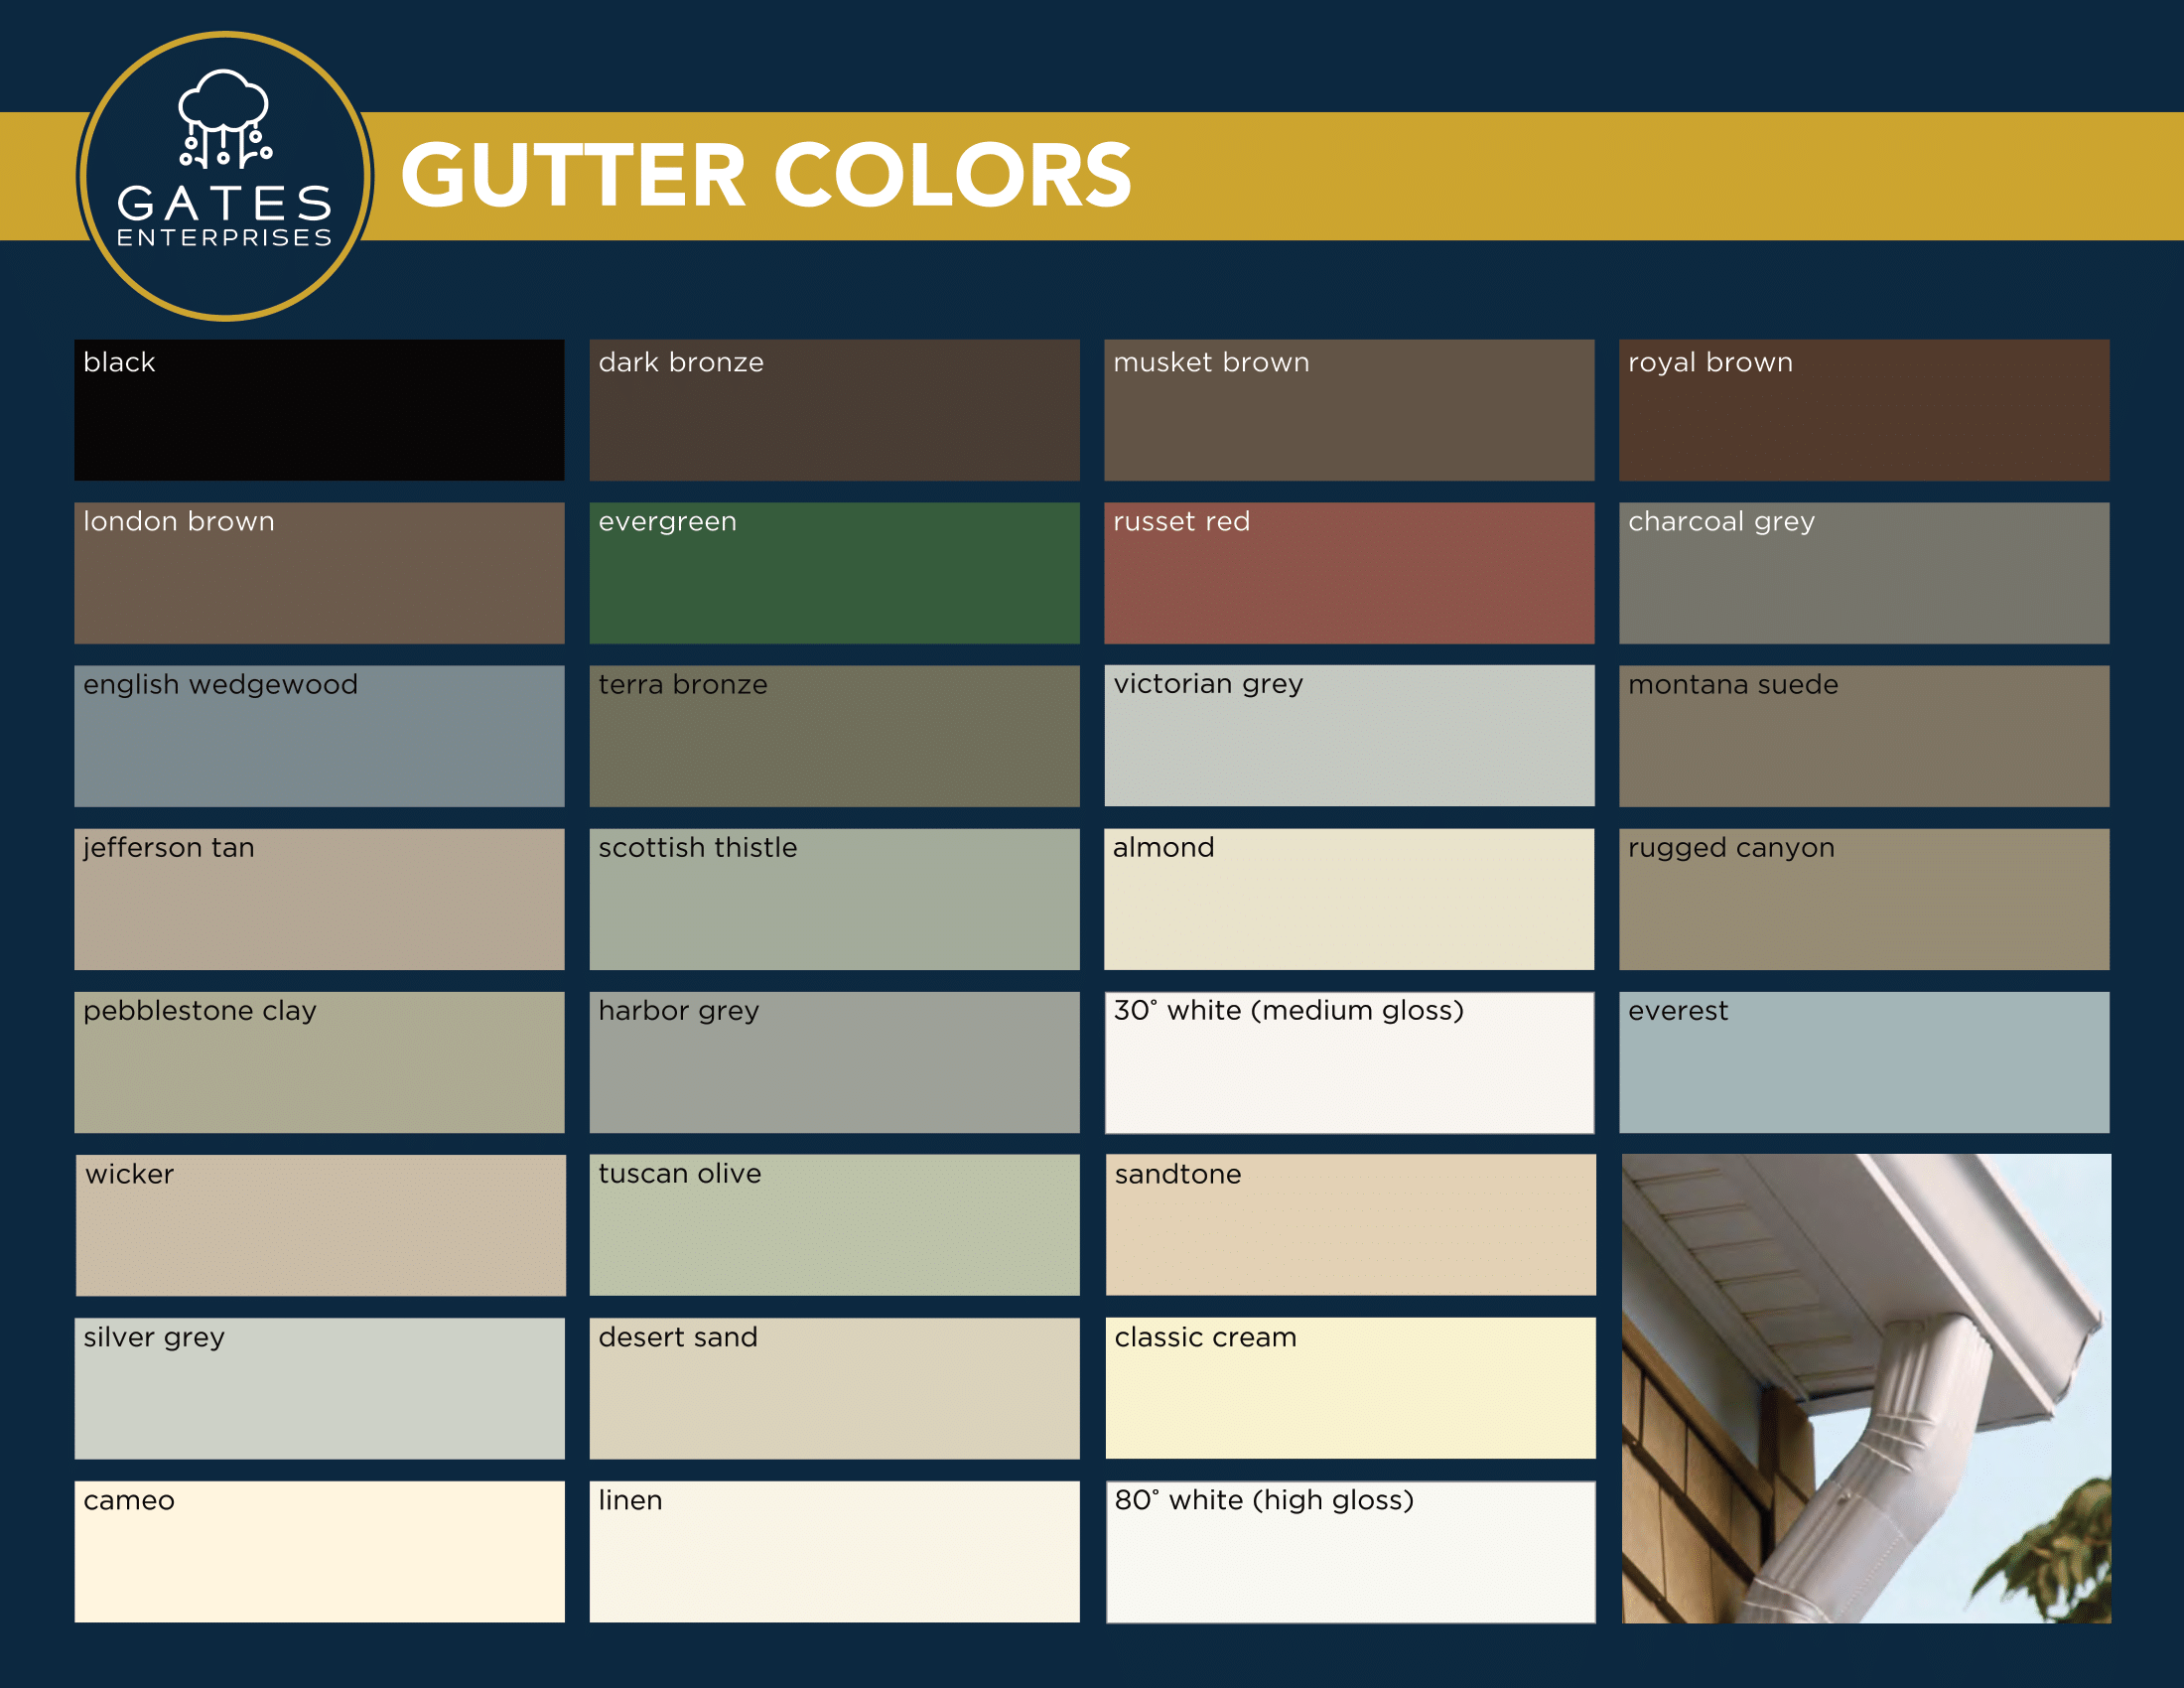 GATES
ENTERPRISES
GUTTER COLORS
black
dark bronze
musket brown
royal brown
london brown
evergreen
russet red
charcoal grey
english wedgewood
terra bronze
victorian grey
montana suede
jefferson tan
scottish thistle
almond
rugged canyon
pebblestone clay
harbor grey
30° white (medium gloss)
everest
wicker
tuscan olive
sandtone
silver grey
desert sand
classic cream
cameo
linen
80° white (high gloss)